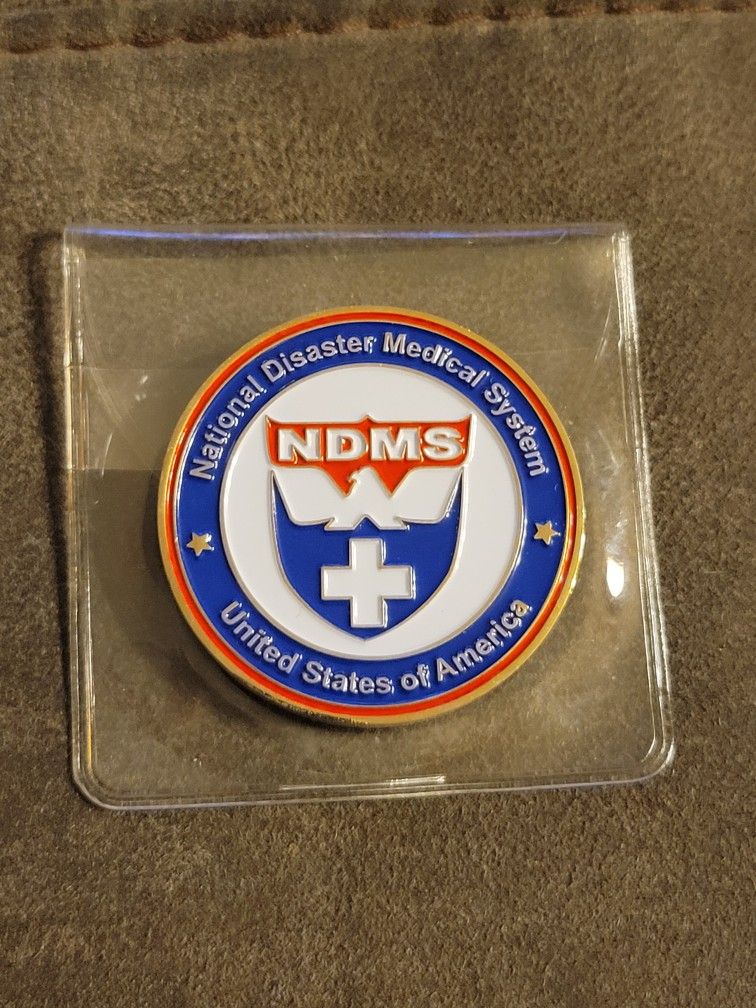 National Disaster Medical System
NDMS
United States of America